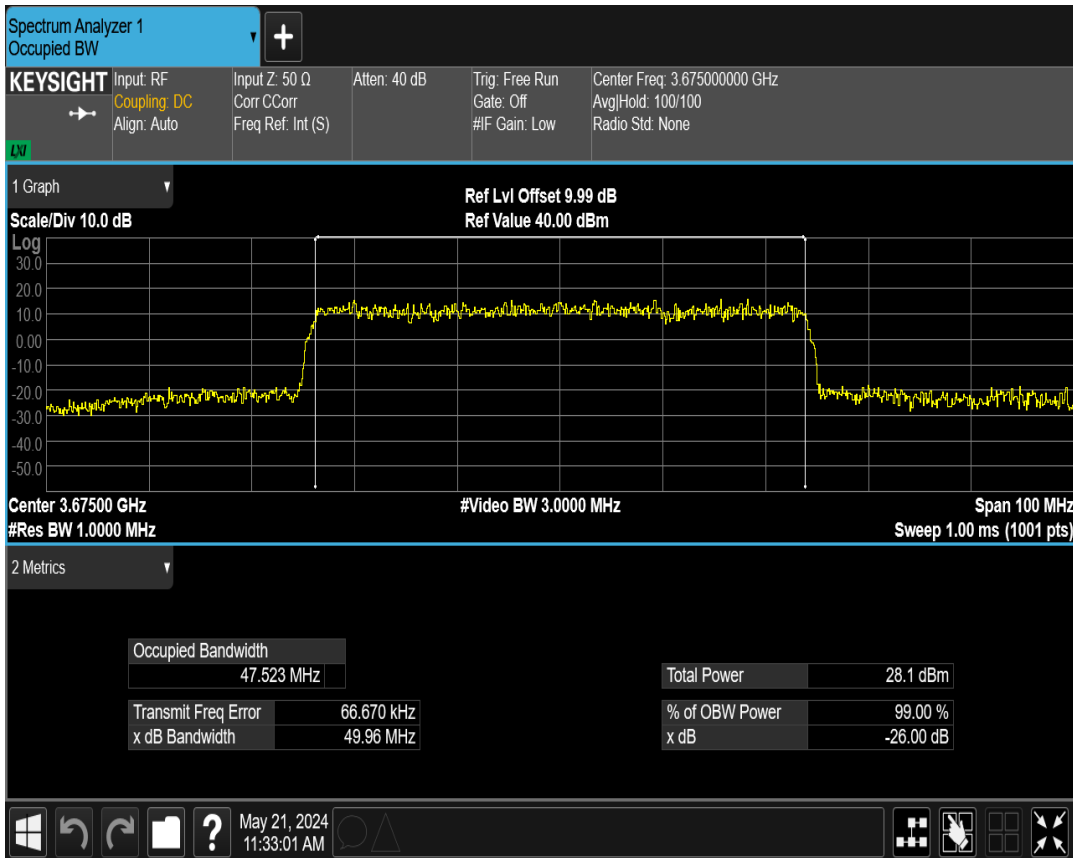 Spectrum Analyzer 1
Occupied BW
KEYSIGHT
LXI
Input: RF
Coupling: DC
Align: Auto
Input Z: 50 Ω
Corr CCorr
Freq Ref: Int (S)
Atten: 40 dB
Trig: Free Run
Gate: Off
#IF Gain: Low
Center Freq: 3.675000000 GHz
Avg|Hold: 100/100
Radio Std: None
1 Graph
Scale/Div 10.0 dB
Ref Lvl Offset 9.99 dB
Ref Value 40.00 dBm
Log
30.0
20.0
10.0
0.00
-10.0
-20.0
-30.0
-40.0
-50.0
Center 3.67500 GHz
#Res BW 1.0000 MHz
#Video BW 3.0000 MHz
Span 100 MHz
Sweep 1.00 ms (1001 pts)
2 Metrics
Occupied Bandwidth
47.523 MHz
Transmit Freq Error 66.670 kHz
x dB Bandwidth 49.96 MHz
Total Power 28.1 dBm
% of OBW Power 99.00 %
x dB -26.00 dB
May 21, 2024
11:33:01 AM